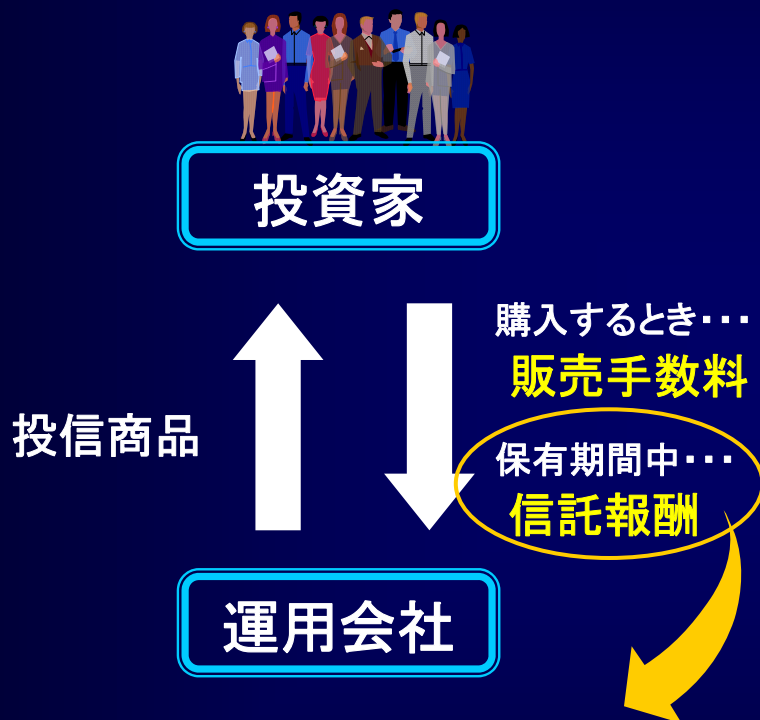 投資家
購入するとき･･･
販売手数料
投信商品
保有期間中･･･
信託報酬
運用会社